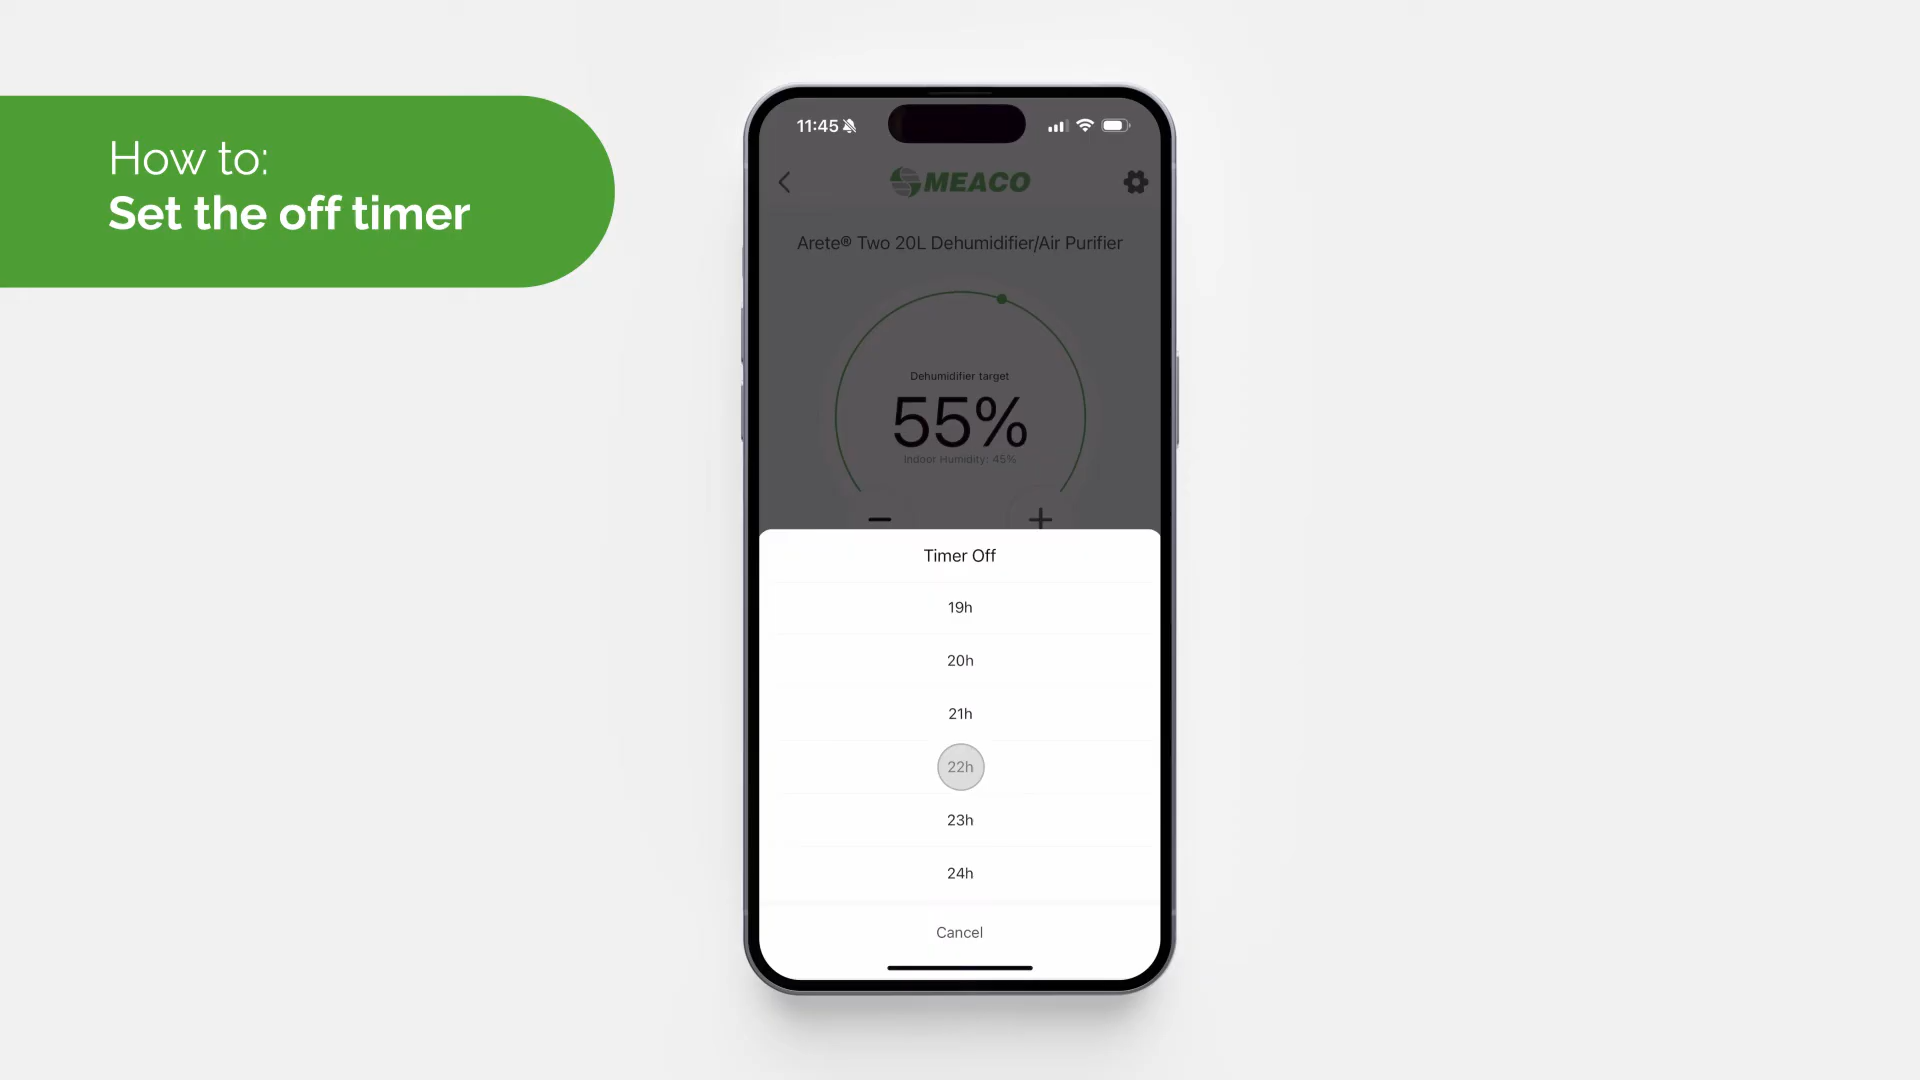 How to:
Set the off timer
11:45
MEACO
Arete® Two 20L Dehumidifier/Air Purifier
Dehumidifier target
55%
Indoor Humidity: 45%
Timer Off
19h
20h
21h
22h
23h
24h
Cancel